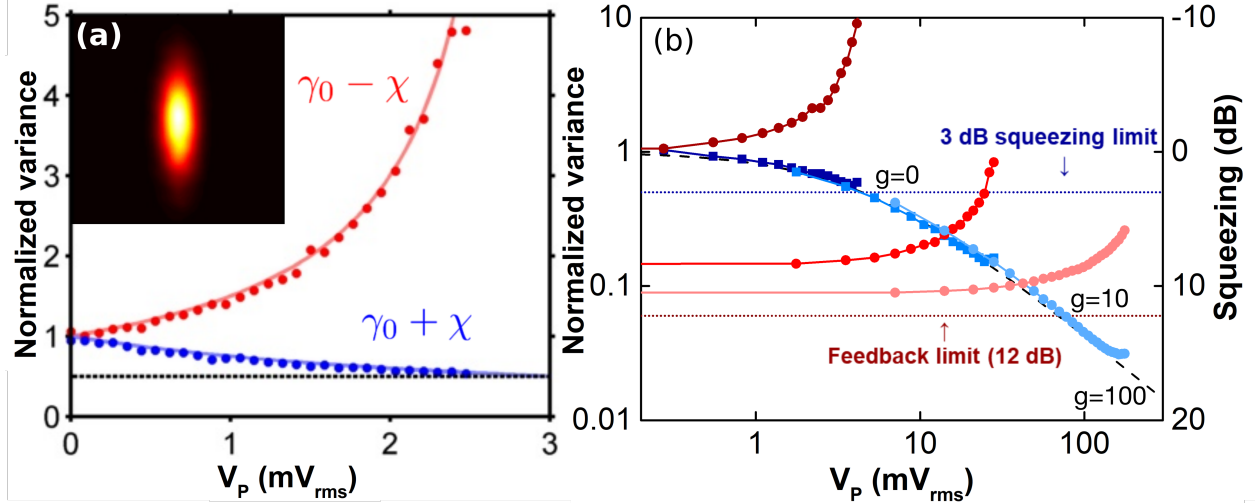 (a)
Normalized variance
5
4
3
2
1
0
γ₀ − χ
γ₀ + χ
0 1 2 3
V_P (mV_rms)
(b)
Normalized variance
10
1
0.1
0.01
3 dB squeezing limit
↓
g=0
g=10
↑
Feedback limit (12 dB)
g=100
1 10 100
V_P (mV_rms)
-10
0
10
20
Squeezing (dB)